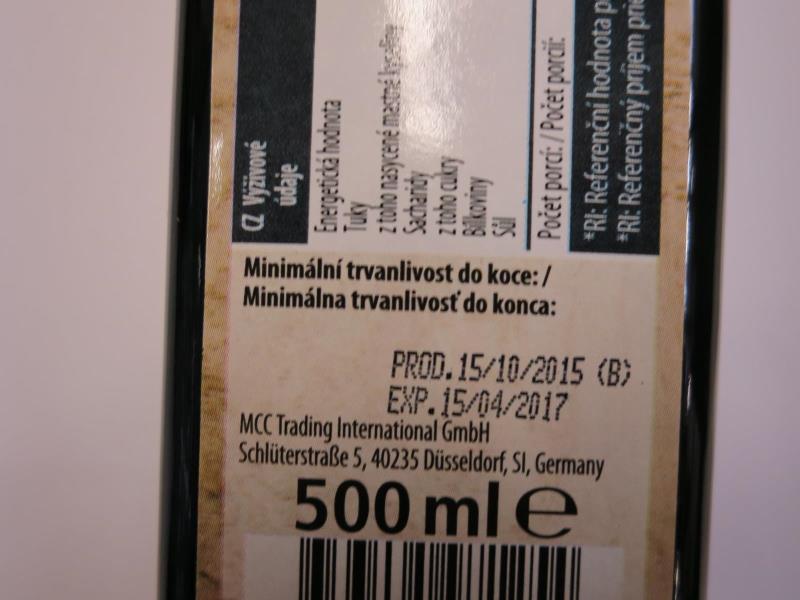 CZ Výživové
údaje
Energetická hodnota
Tuky
z toho nasycené mastné kyseliny
Sacharidy
z toho cukry
Bílkoviny
Sůl
Počet porcí: / Počet porcií:
*RI: Referenční hodnota
*RI: Referenčný príjem
Minimální trvanlivost do koce: /
Minimálna trvanlivosť do konca:
PROD.15/10/2015 (B)
EXP.15/04/2017
MCC Trading International GmbH
Schlüterstraße 5, 40235 Düsseldorf, SI, Germany
500 ml e